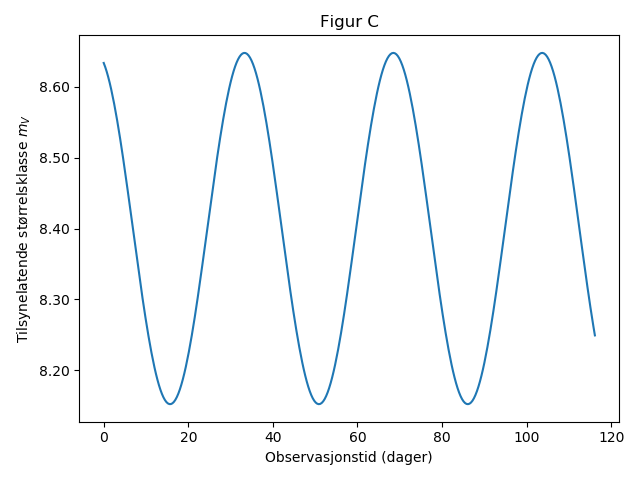 Figur C
Tilsynelatende størrelsklasse m_V
8.60
8.50
8.40
8.30
8.20
0 20 40 60 80 100 120
Observasjonstid (dager)